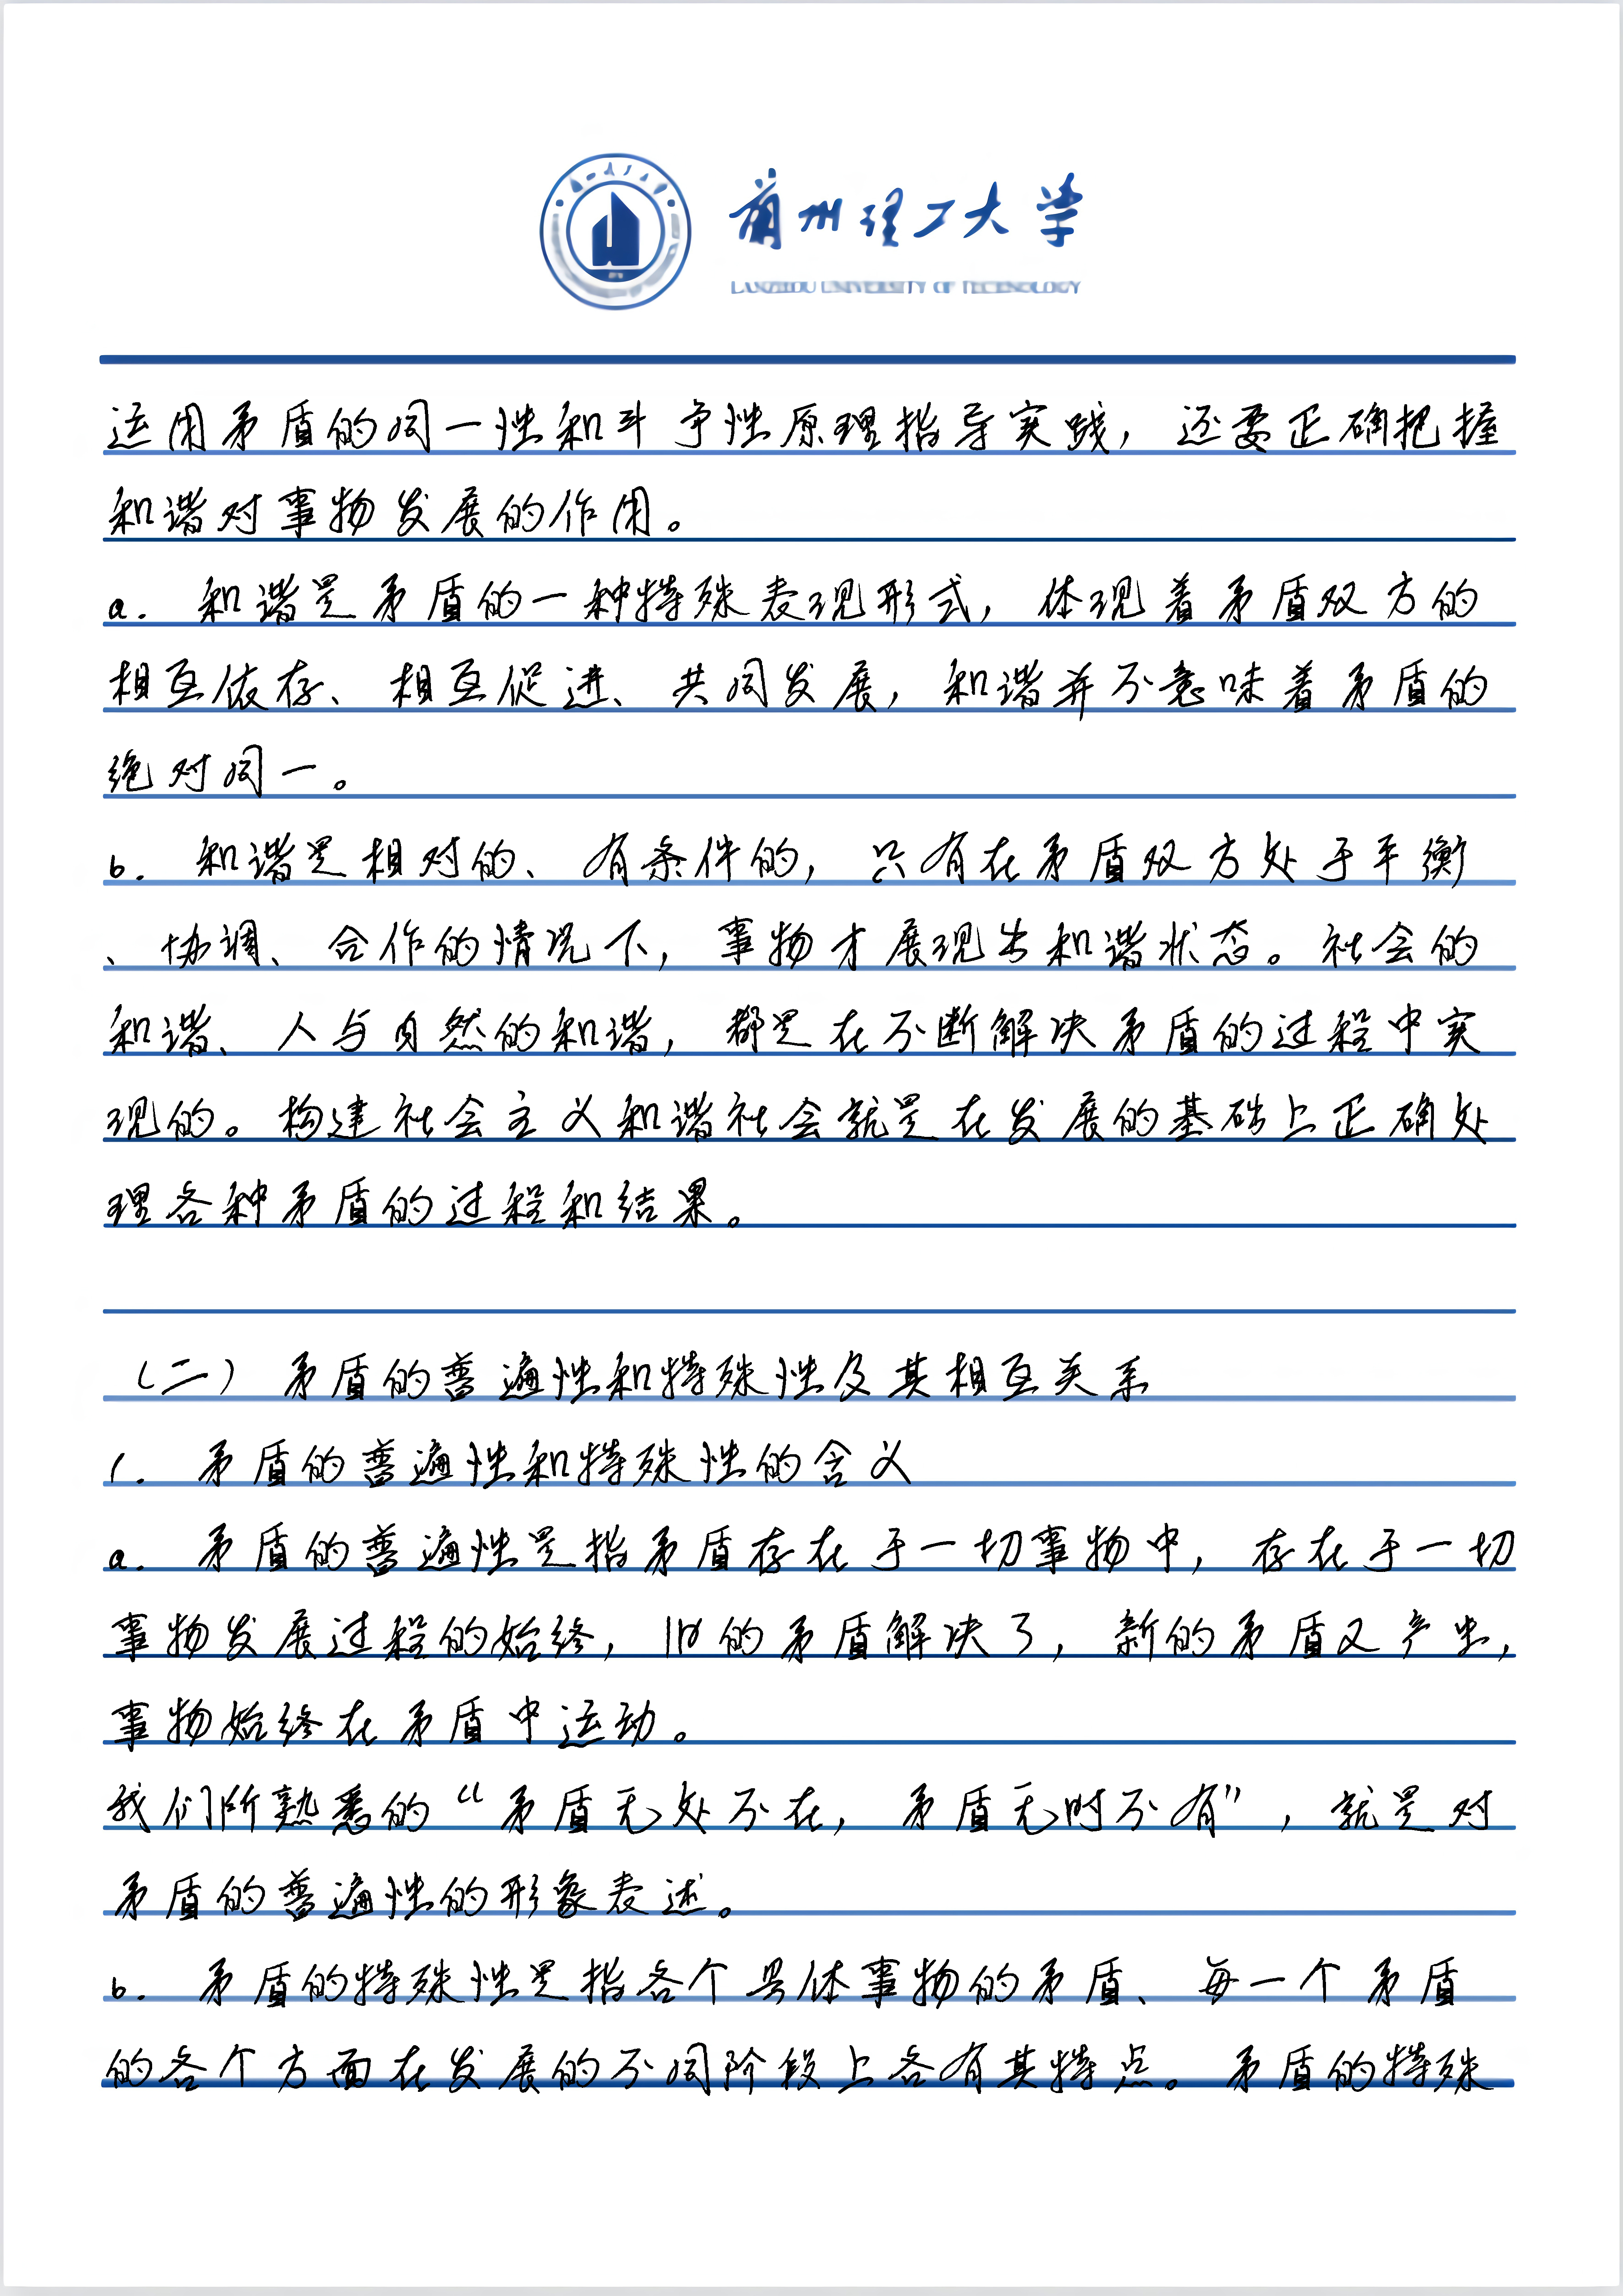 兰州理工大学
LANZHOU UNIVERSITY OF TECHNOLOGY
运用矛盾的同一性和斗争性原理指导实践，还要正确把握
和谐对事物发展的作用。
a. 和谐是矛盾的一种特殊表现形式，体现着矛盾双方的
相互依存、相互促进、共同发展，和谐并不意味着矛盾的
绝对同一。
b. 和谐是相对的、有条件的，只有在矛盾双方处于平衡
、协调、合作的情况下，事物才展现出和谐状态。社会的
和谐、人与自然的和谐，都是在不断解决矛盾的过程中实
现的。构建社会主义和谐社会就是在发展的基础上正确处
理各种矛盾的过程和结果。
（二）矛盾的普遍性和特殊性及其相互关系
1. 矛盾的普遍性和特殊性的含义
a. 矛盾的普遍性是指矛盾存在于一切事物中，存在于一切
事物发展过程的始终，旧的矛盾解决了，新的矛盾又产生，
事物始终在矛盾中运动。
我们所熟悉的“矛盾无处不在，矛盾无时不有”，就是对
矛盾的普遍性的形象表述。
b. 矛盾的特殊性是指各个具体事物的矛盾、每一个矛盾
的各个方面在发展的不同阶段上各有其特点。矛盾的特殊